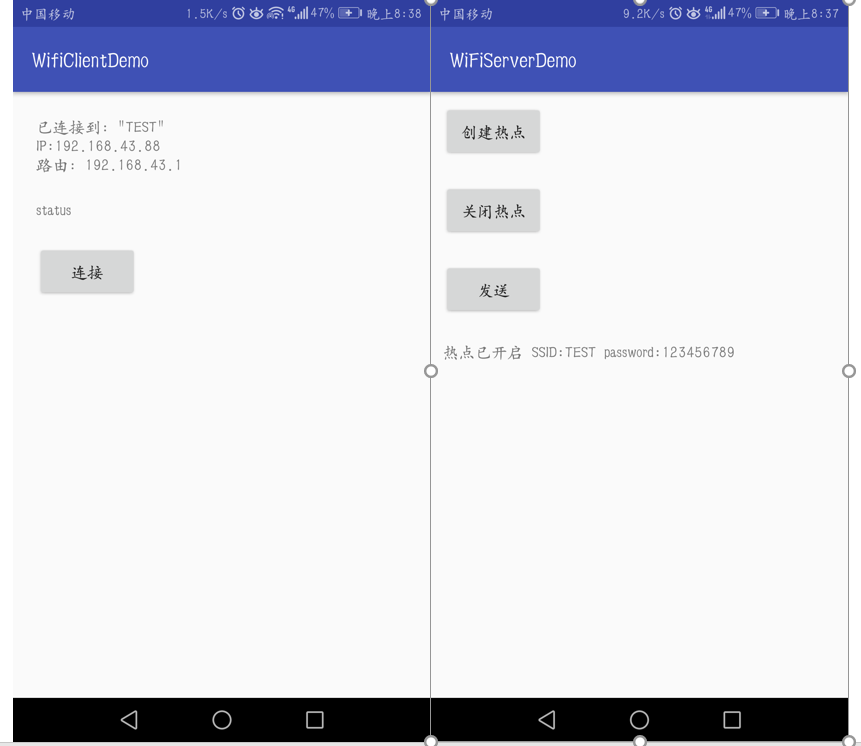 中国移动 1.5K/s 4G 47% 晚上8:38
WifiClientDemo
已连接到: "TEST"
IP:192.168.43.88
路由: 192.168.43.1
status
连接
中国移动 9.2K/s 4G 47% 晚上8:37
WiFiServerDemo
创建热点
关闭热点
发送
热点已开启 SSID:TEST password:123456789